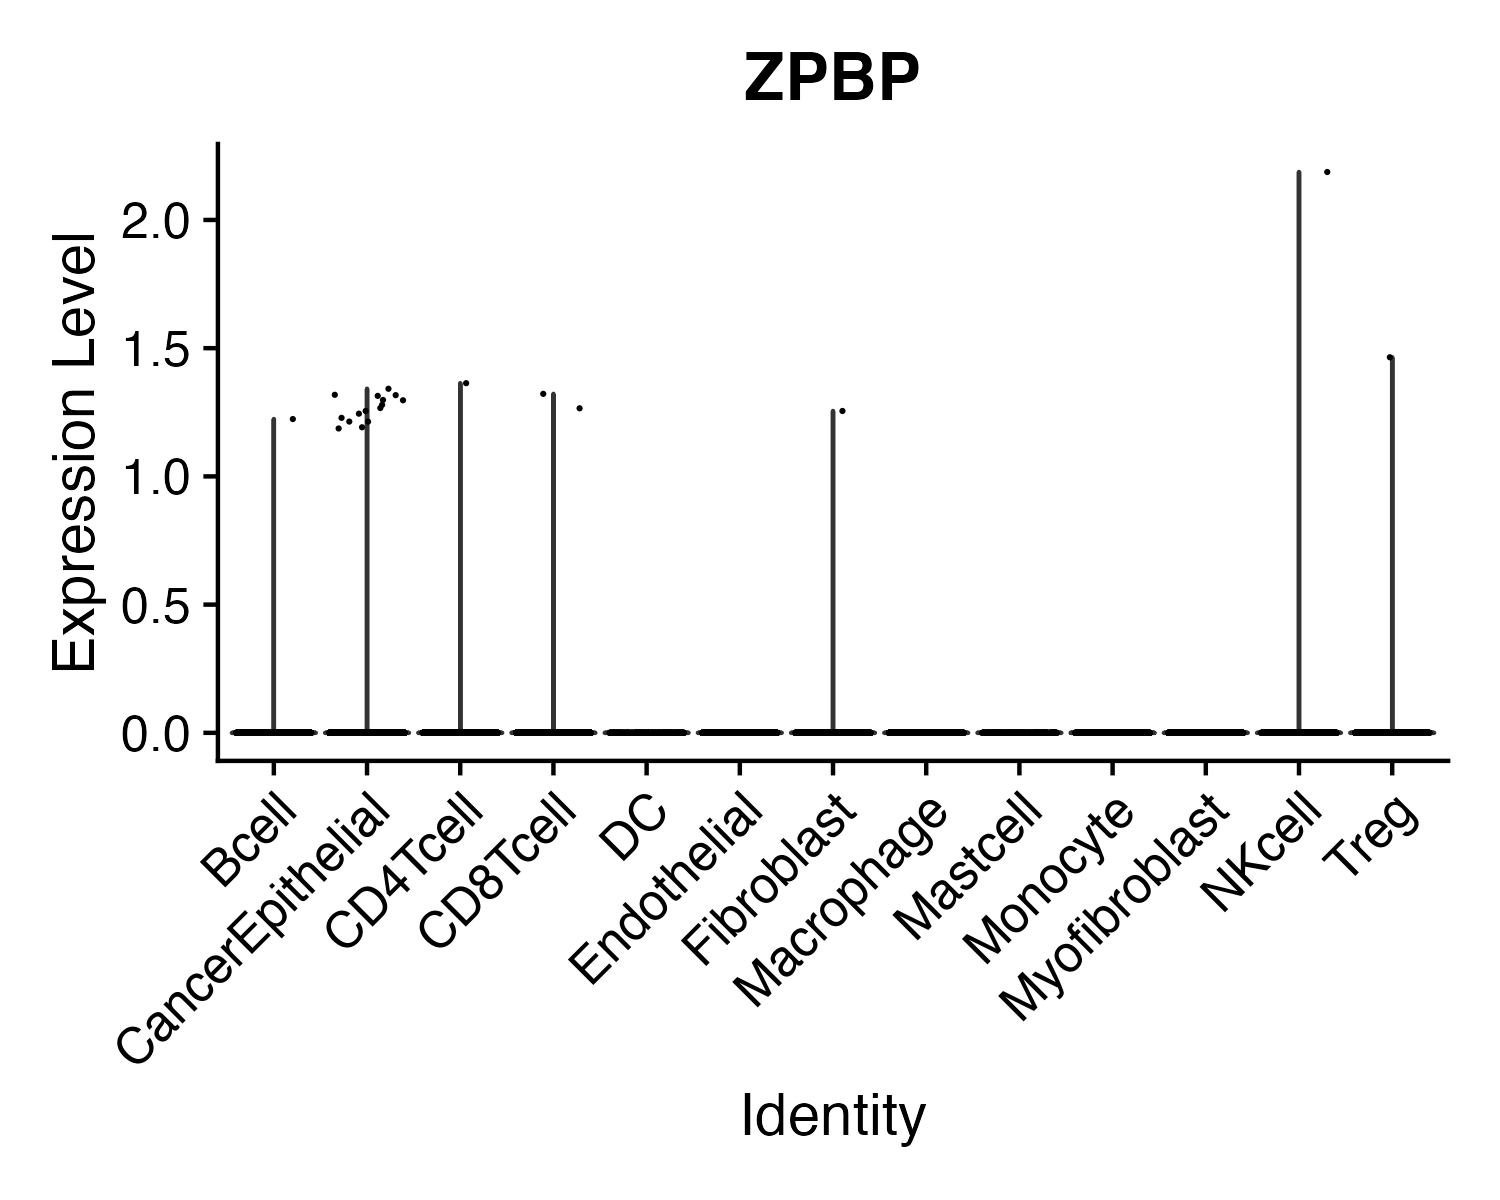 ZPBP
Expression Level
2.0
1.5
1.0
0.5
0.0
Bcell
CancerEpithelial
CD4Tcell
CD8Tcell
DC
Endothelial
Fibroblast
Macrophage
Mastcell
Monocyte
Myofibroblast
NKcell
Treg
Identity